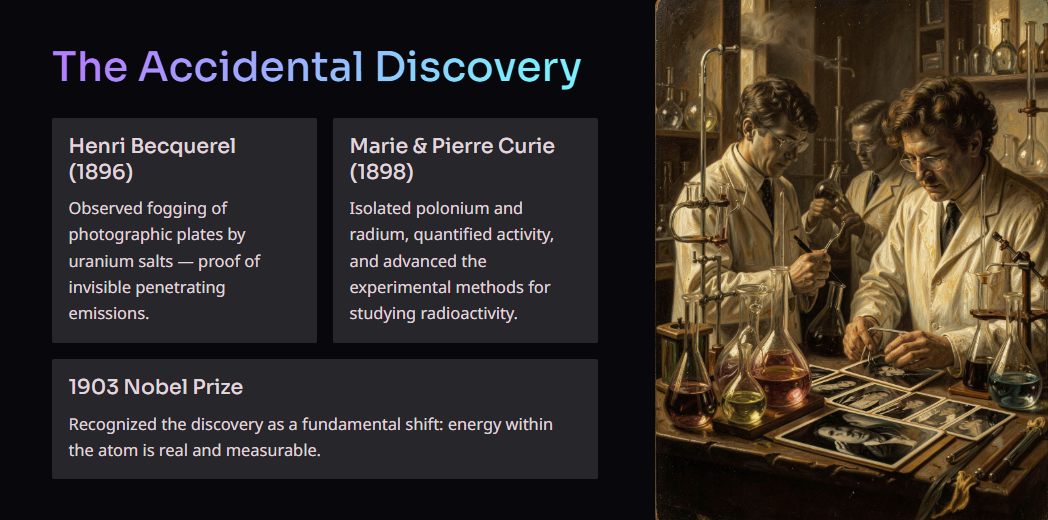 The Accidental Discovery
Henri Becquerel
(1896)
Observed fogging of
photographic plates by
uranium salts — proof of
invisible penetrating
emissions.
Marie & Pierre Curie
(1898)
Isolated polonium and
radium, quantified activity,
and advanced the
experimental methods for
studying radioactivity.
1903 Nobel Prize
Recognized the discovery as a fundamental shift: energy within
the atom is real and measurable.